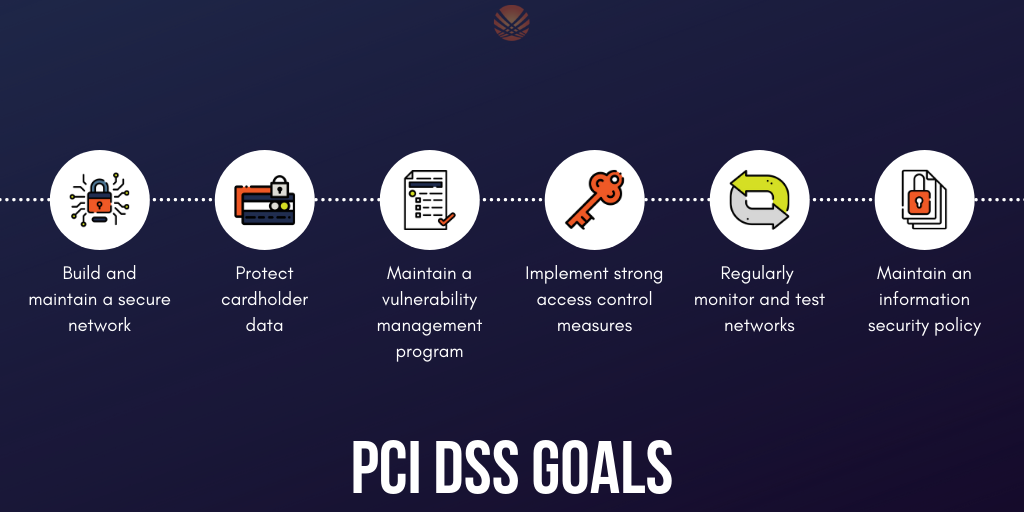 Build and
maintain a secure
network
Protect
cardholder
data
Maintain a
vulnerability
management
program
Implement strong
access control
measures
Regularly
monitor and test
networks
Maintain an
information
security policy
PCI DSS GOALS